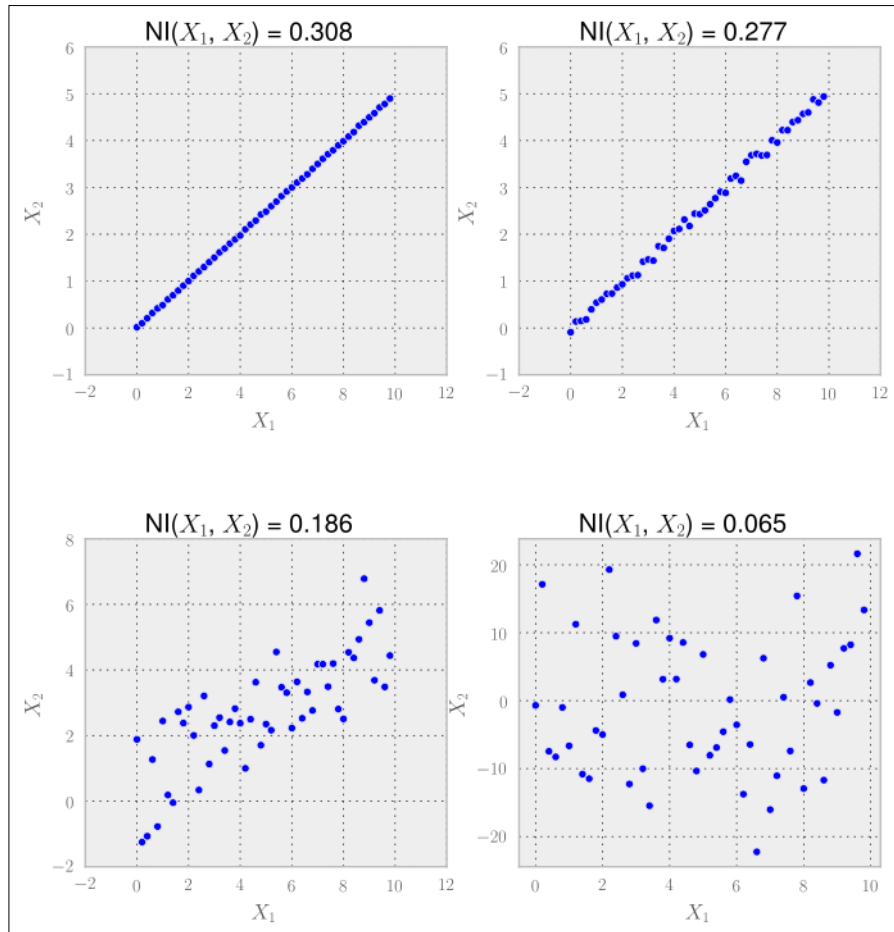 NI(X₁, X₂) = 0.308
6
5
4
3
2
1
0
−1
X₂
−2 0 2 4 6 8 10 12
X₁
NI(X₁, X₂) = 0.277
6
5
4
3
2
1
0
−1
X₂
−2 0 2 4 6 8 10 12
X₁
NI(X₁, X₂) = 0.186
8
6
4
2
0
−2
X₂
−2 0 2 4 6 8 10 12
X₁
NI(X₁, X₂) = 0.065
20
10
0
−10
−20
X₂
0 2 4 6 8 10
X₁